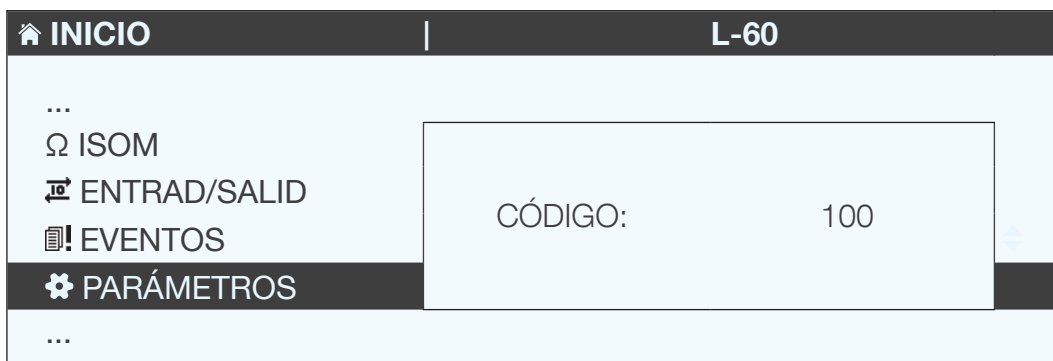 INICIO | L-60
...
Ω ISOM
ENTRAD/SALID
EVENTOS
PARÁMETROS
...
CÓDIGO: 100